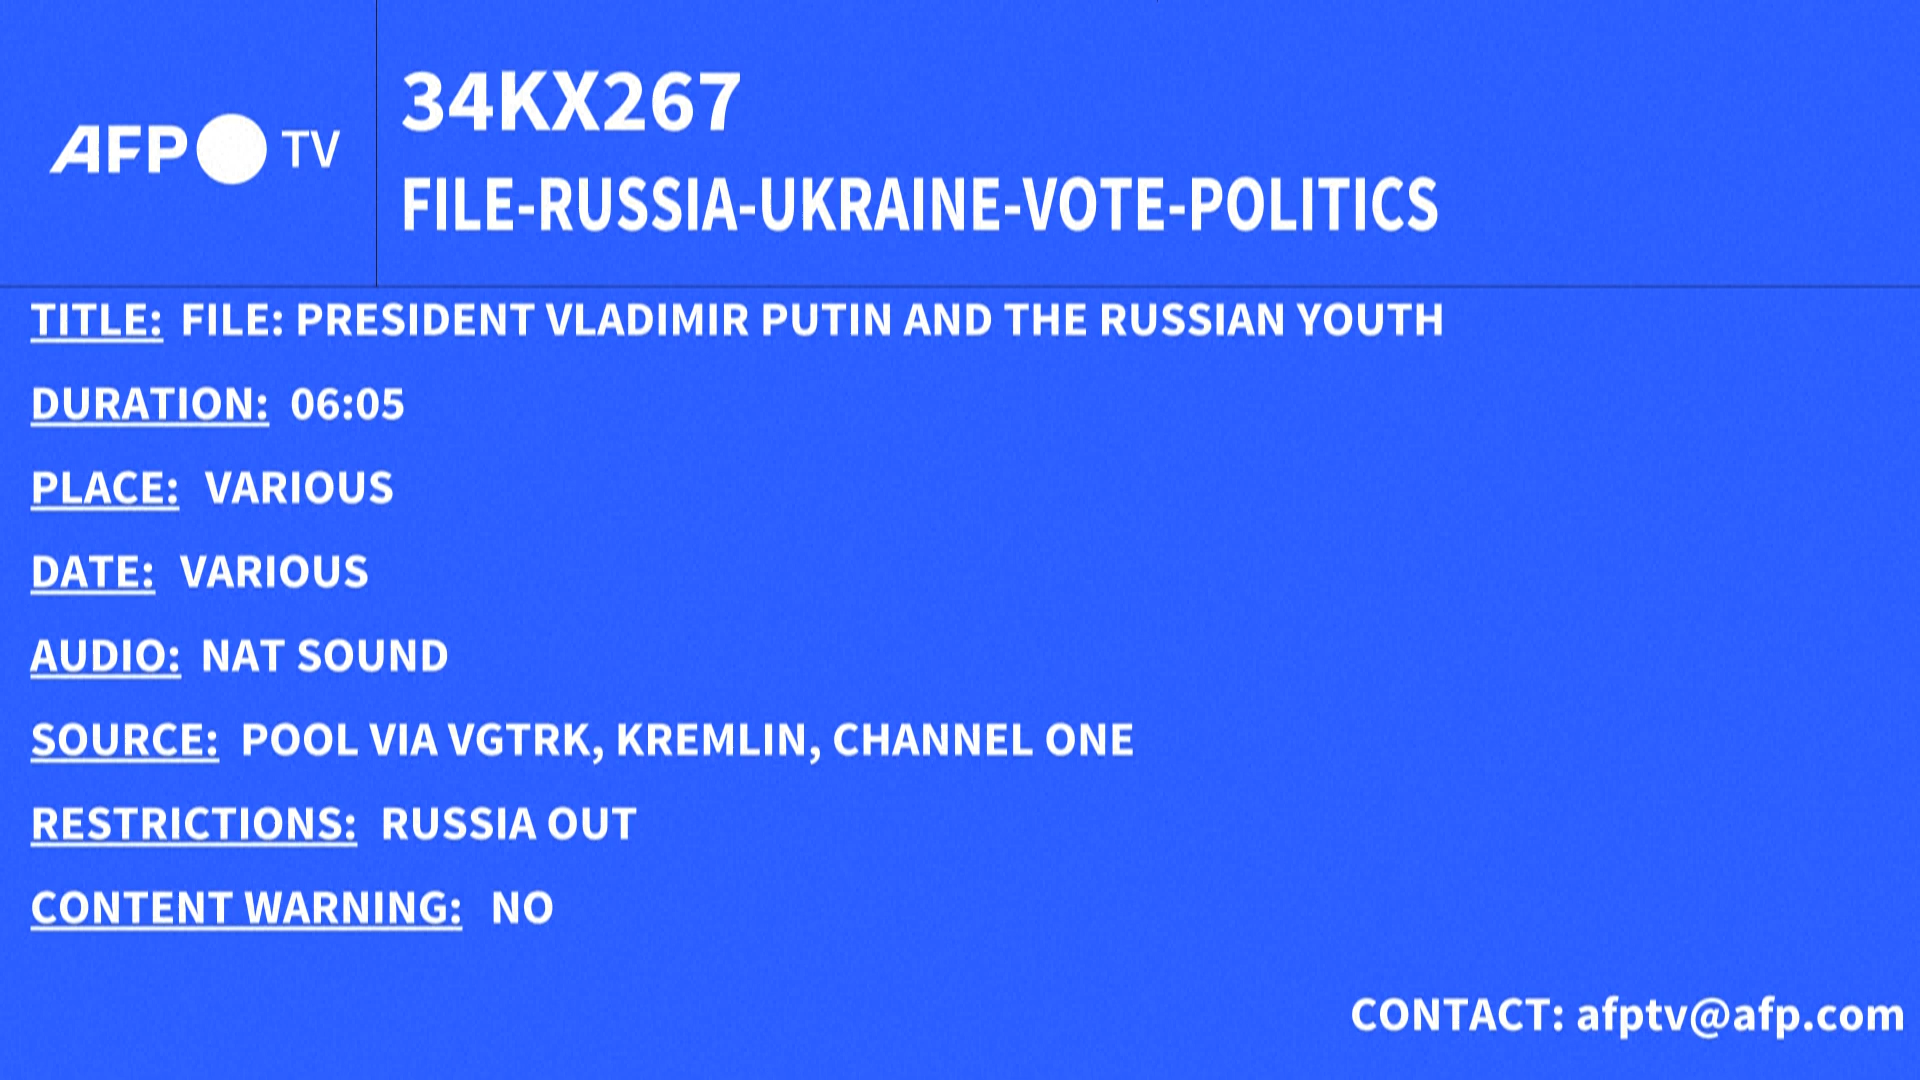 34KX267
AFP TV
FILE-RUSSIA-UKRAINE-VOTE-POLITICS
TITLE: FILE: PRESIDENT VLADIMIR PUTIN AND THE RUSSIAN YOUTH
DURATION: 06:05
PLACE: VARIOUS
DATE: VARIOUS
AUDIO: NAT SOUND
SOURCE: POOL VIA VGTRK, KREMLIN, CHANNEL ONE
RESTRICTIONS: RUSSIA OUT
CONTENT WARNING: NO
CONTACT: afptv@afp.com